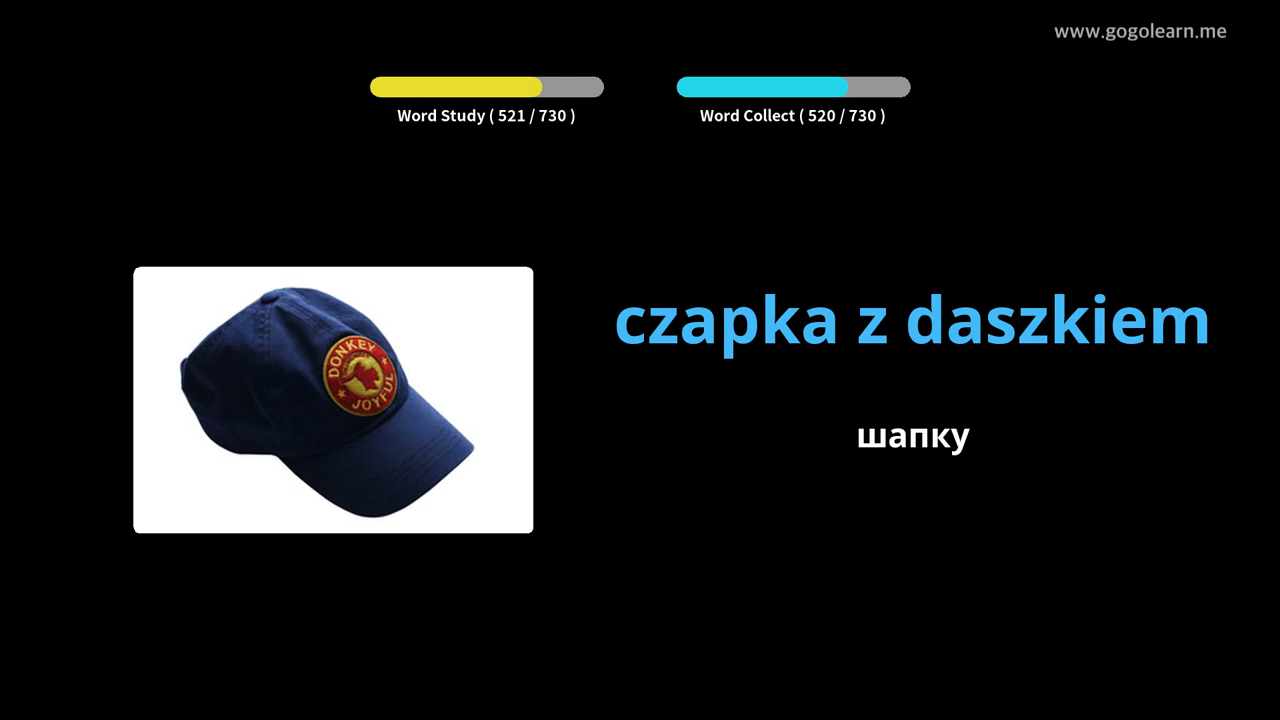 www.gogolearn.me
Word Study ( 521 / 730 )
Word Collect ( 520 / 730 )
DONKEY
JOYFUL
czapka z daszkiem
шапку